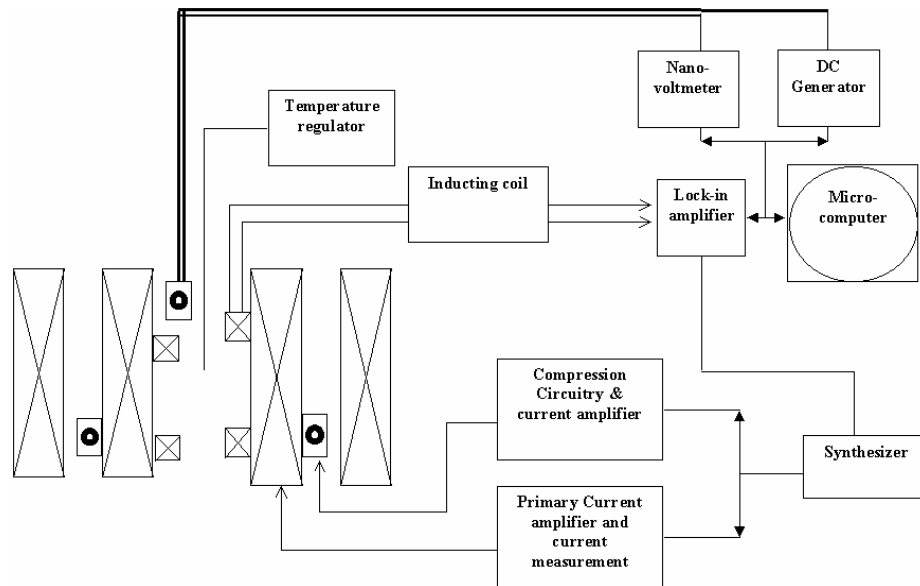 Nano-
voltmeter
DC
Generator
Temperature
regulator
Inducting coil
Lock-in
amplifier
Micro-
computer
Compression
Circuitry &
current amplifier
Synthesizer
Primary Current
amplifier and
current
measurement